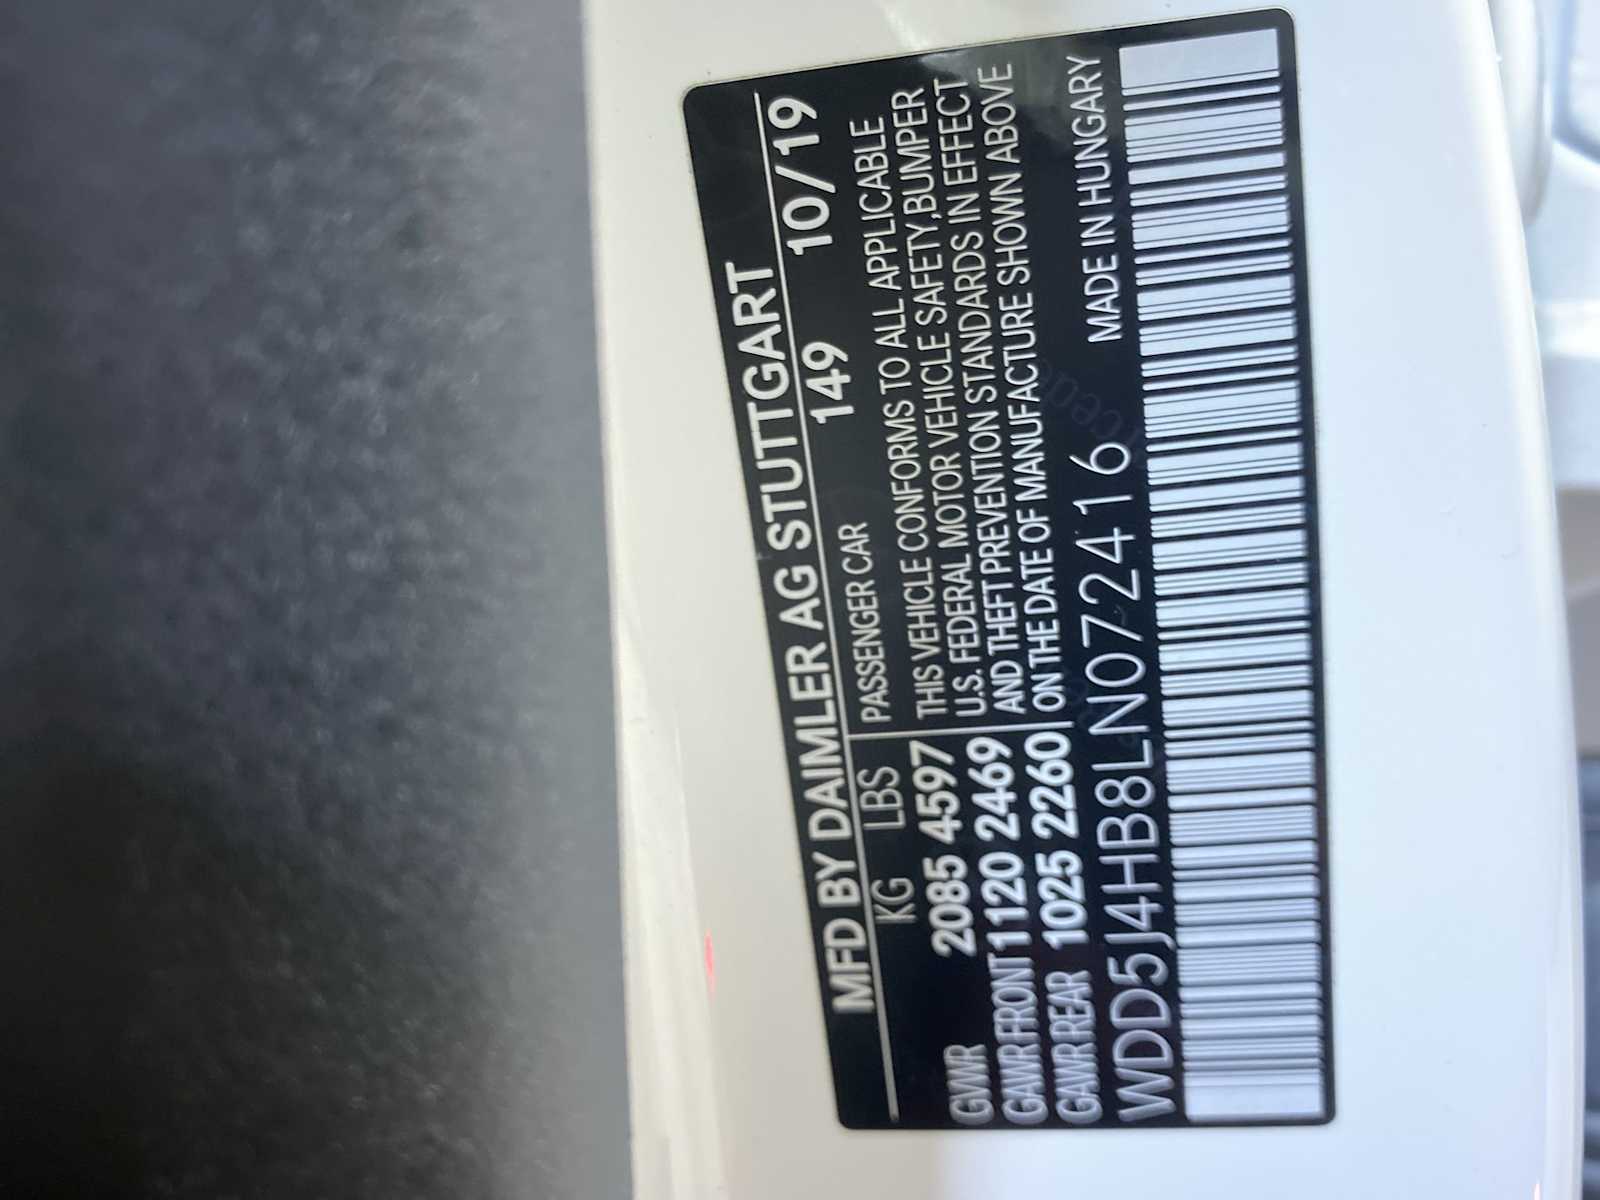 MFD BY DAIMLER AG STUTTGART
KG LBS 149 10/19
PASSENGER CAR
GVWR 2085 4597
GAWR FRONT 1120 2469
GAWR REAR 1025 2260
THIS VEHICLE CONFORMS TO ALL APPLICABLE
U.S. FEDERAL MOTOR VEHICLE SAFETY,BUMPER
AND THEFT PREVENTION STANDARDS IN EFFECT
ON THE DATE OF MANUFACTURE SHOWN ABOVE
WDD5J4HB8LN072416 MADE IN HUNGARY